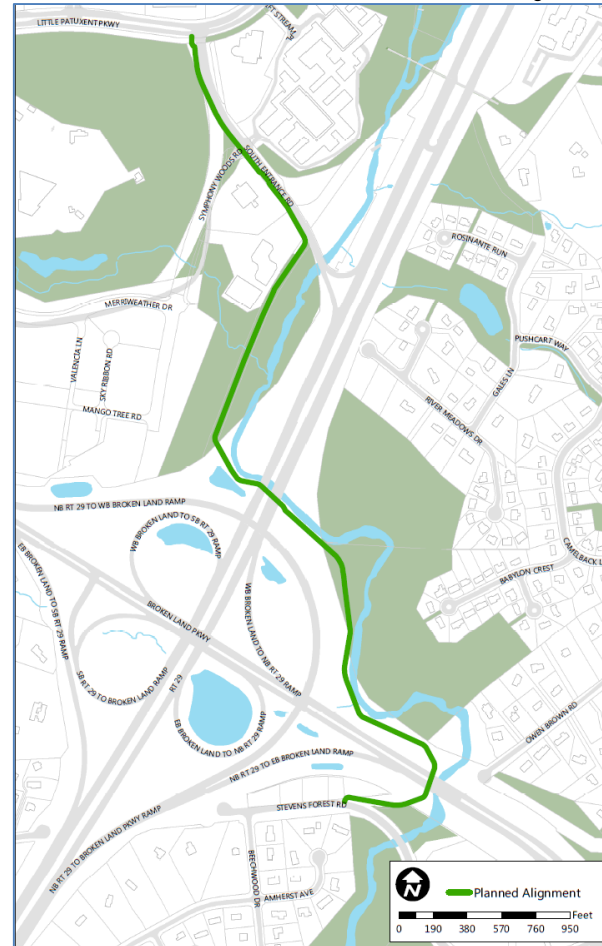 LITTLE PATUXENT PKWY
SOUTH ENTRANCE RD
SYMPHONY WOODS RD
ROSINANTE RUN
MERRIWEATHER DR
VALENCIA LN
SKY RIBBON RD
MANGO TREE RD
PUSHCART WAY
GALES LN
RIVER MEADOWS DR
NB RT 29 TO WB BROKEN LAND RAMP
WB BROKEN LAND TO SB RT 29 RAMP
EB BROKEN LAND TO SB RT 29 RAMP
BABYLON CREST
BROKEN LAND PKWY
WB BROKEN LAND TO NB RT 29 RAMP
SB RT 29 TO BROKEN LAND RAMP
RT 29
EB BROKEN LAND TO NB RT 29 RAMP
OWEN BROWN RD
NB RT 29 TO EB BROKEN LAND RAMP
STEVENS FOREST RD
NB RT 29 TO BROKEN LAND PKWY RAMP
BEECHWOOD DR
AMHERST AVE
N
Planned Alignment
Feet
0 190 380 570 760 950